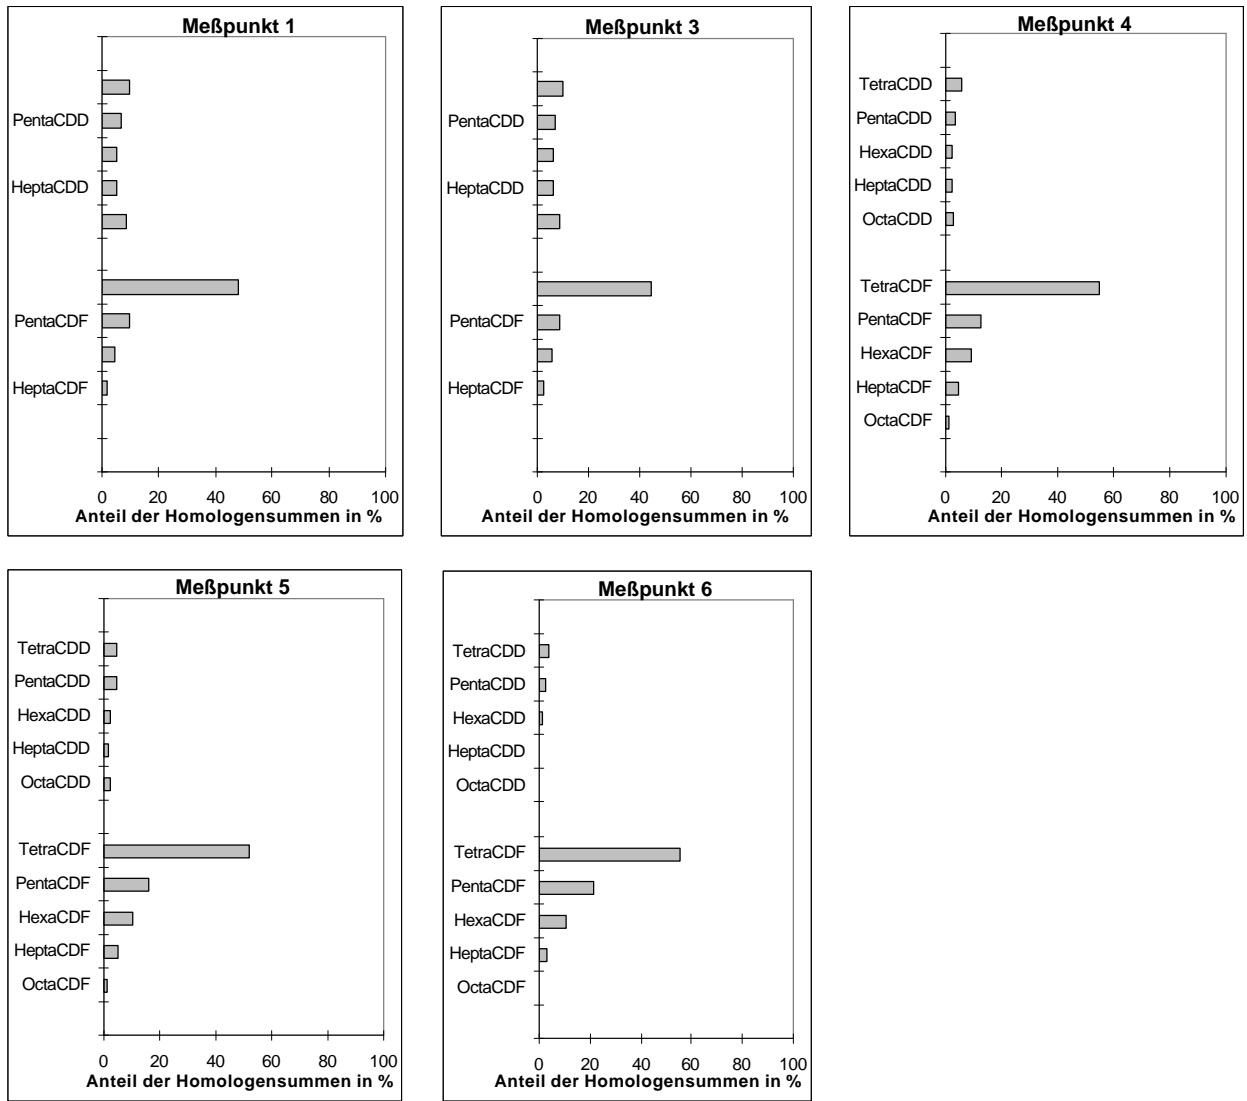 Meßpunkt 1
PentaCDD
HeptaCDD
PentaCDF
HeptaCDF
0 20 40 60 80 100
Anteil der Homologensummen in %
Meßpunkt 3
PentaCDD
HeptaCDD
PentaCDF
HeptaCDF
0 20 40 60 80 100
Anteil der Homologensummen in %
Meßpunkt 4
TetraCDD
PentaCDD
HexaCDD
HeptaCDD
OctaCDD
TetraCDF
PentaCDF
HexaCDF
HeptaCDF
OctaCDF
0 20 40 60 80 100
Anteil der Homologensummen in %
Meßpunkt 5
TetraCDD
PentaCDD
HexaCDD
HeptaCDD
OctaCDD
TetraCDF
PentaCDF
HexaCDF
HeptaCDF
OctaCDF
0 20 40 60 80 100
Anteil der Homologensummen in %
Meßpunkt 6
TetraCDD
PentaCDD
HexaCDD
HeptaCDD
OctaCDD
TetraCDF
PentaCDF
HexaCDF
HeptaCDF
OctaCDF
0 20 40 60 80 100
Anteil der Homologensummen in %